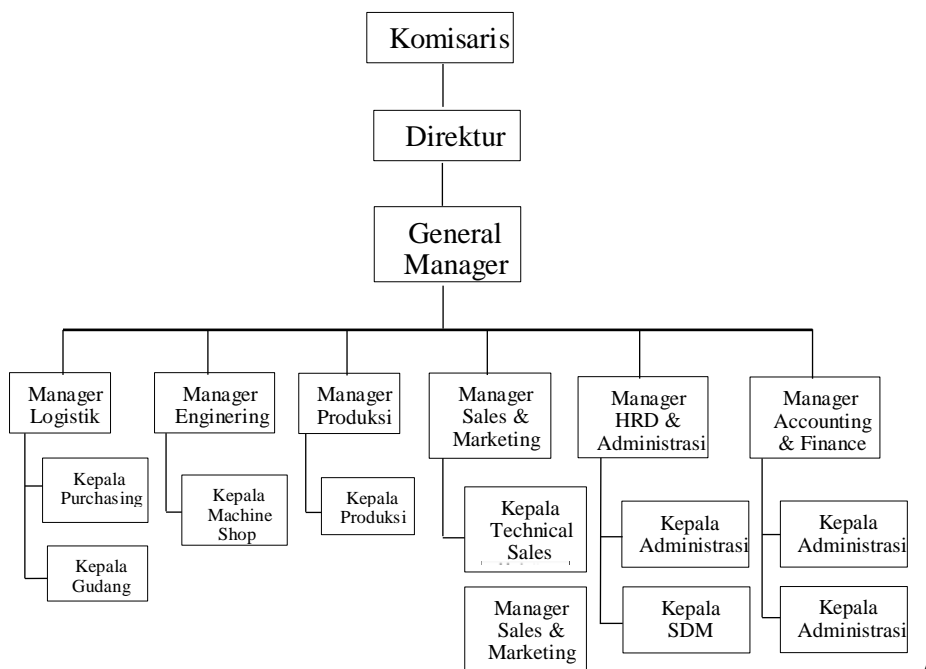 Komisaris
Direktur
General
Manager
Manager
Logistik
Manager
Enginering
Manager
Produksi
Manager
Sales &
Marketing
Manager
HRD &
Administrasi
Manager
Accounting
& Finance
Kepala
Purchasing
Kepala
Gudang
Kepala
Machine
Shop
Kepala
Produksi
Kepala
Technical
Sales
Manager
Sales &
Marketing
Kepala
Administrasi
Kepala
SDM
Kepala
Administrasi
Kepala
Administrasi